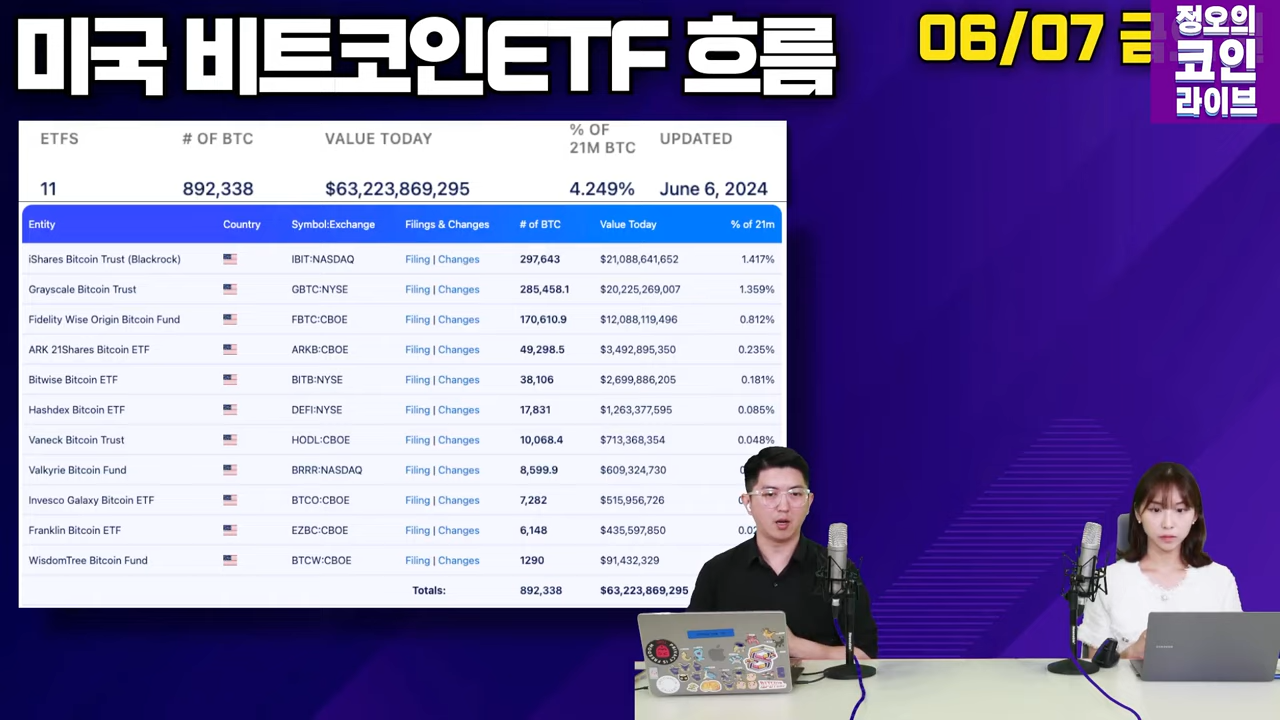 미국 비트코인ETF 흐름
06/07 금
정오의
코인
라이브
ETFS # OF BTC VALUE TODAY % OF 21M BTC UPDATED
11 892,338 $63,223,869,295 4.249% June 6, 2024
Entity Country Symbol:Exchange Filings & Changes # of BTC Value Today % of 21m
iShares Bitcoin Trust (Blackrock) IBIT:NASDAQ Filing | Changes 297,643 $21,088,641,652 1.417%
Grayscale Bitcoin Trust GBTC:NYSE Filing | Changes 285,458.1 $20,225,269,007 1.359%
Fidelity Wise Origin Bitcoin Fund FBTC:CBOE Filing | Changes 170,610.9 $12,088,119,496 0.812%
ARK 21Shares Bitcoin ETF ARKB:CBOE Filing | Changes 49,298.5 $3,492,895,350 0.235%
Bitwise Bitcoin ETF BITB:NYSE Filing | Changes 38,106 $2,699,886,205 0.181%
Hashdex Bitcoin ETF DEFI:NYSE Filing | Changes 17,831 $1,263,377,595 0.085%
Vaneck Bitcoin Trust HODL:CBOE Filing | Changes 10,068.4 $713,368,354 0.048%
Valkyrie Bitcoin Fund BRRR:NASDAQ Filing | Changes 8,599.9 $609,324,730
Invesco Galaxy Bitcoin ETF BTCO:CBOE Filing | Changes 7,282 $515,956,726
Franklin Bitcoin ETF EZBC:CBOE Filing | Changes 6,148 $435,597,850
WisdomTree Bitcoin Fund BTCW:CBOE Filing | Changes 1290 $91,432,329
Totals: 892,338 $63,223,869,295